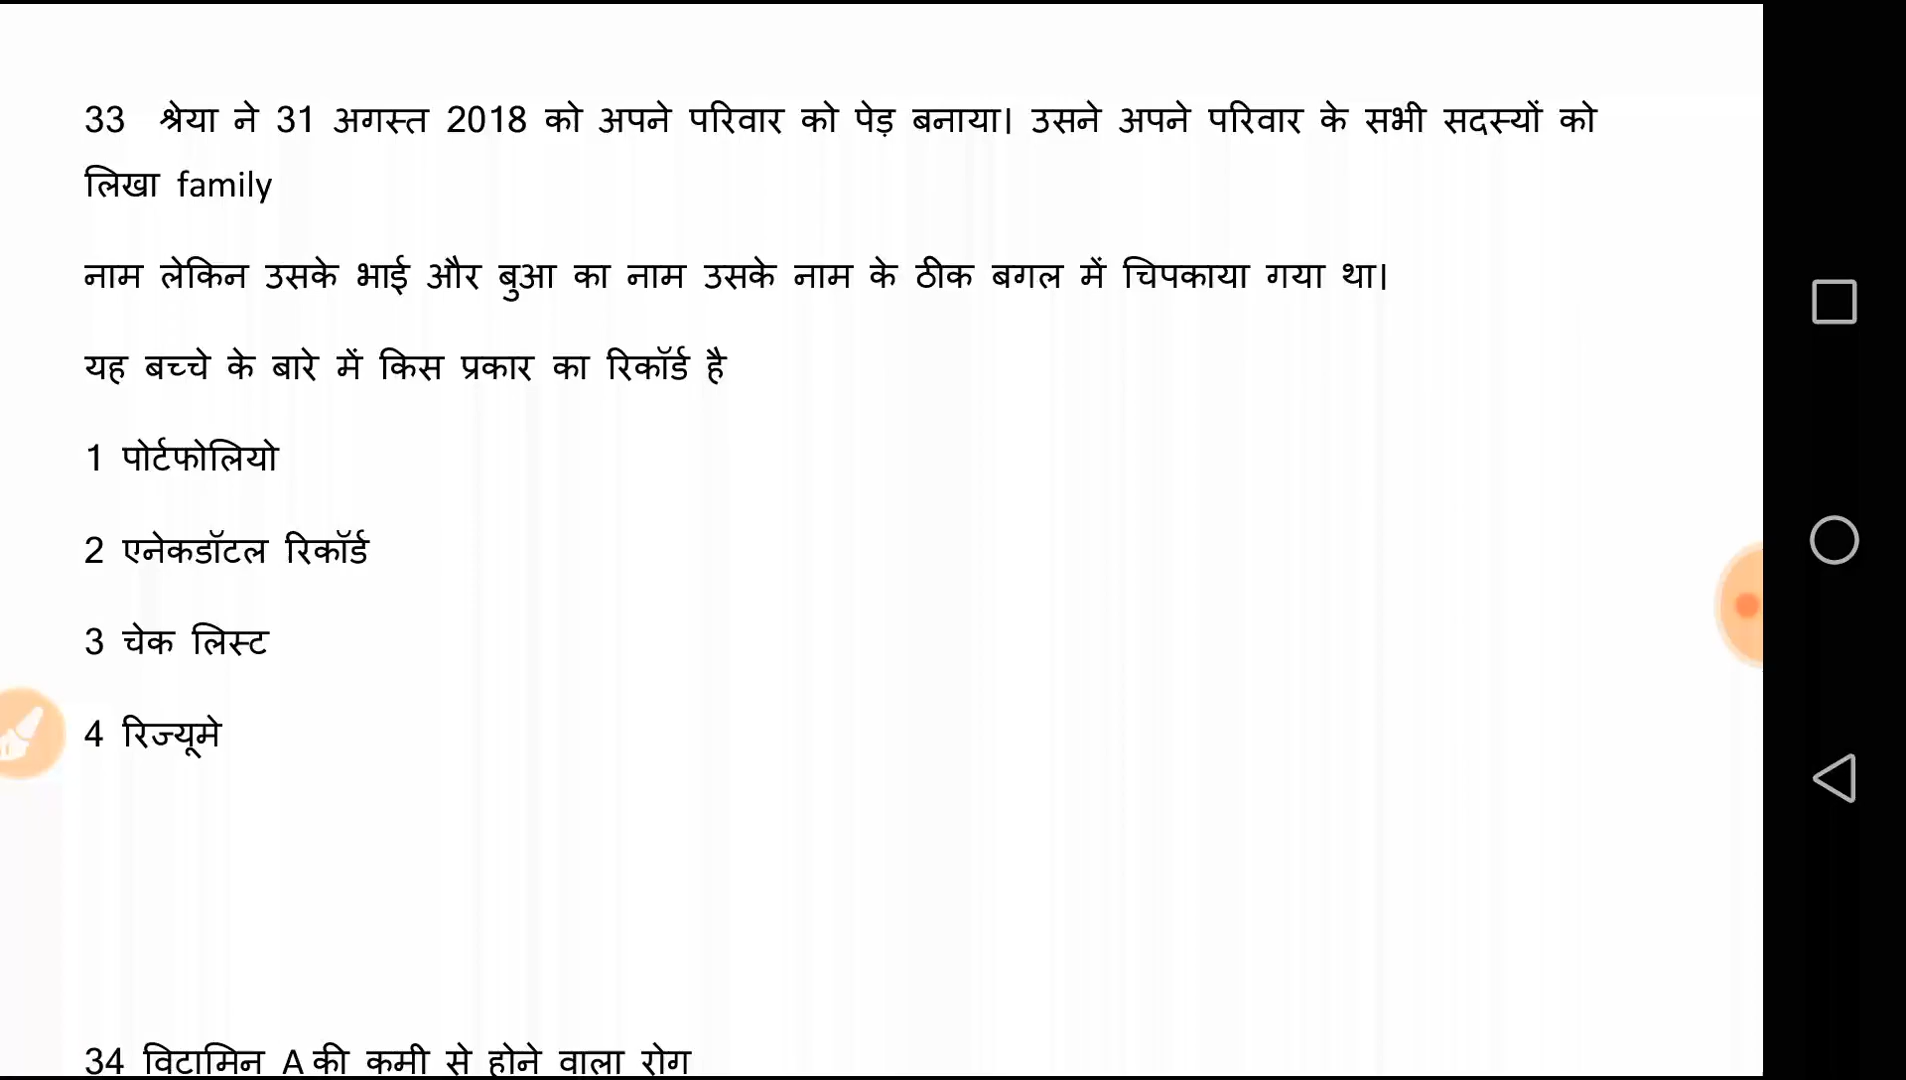 33 श्रेया ने 31 अगस्त 2018 को अपने परिवार को पेड़ बनाया। उसने अपने परिवार के सभी सदस्यों को
लिखा family
नाम लेकिन उसके भाई और बुआ का नाम उसके नाम के ठीक बगल में चिपकाया गया था।
यह बच्चे के बारे में किस प्रकार का रिकॉर्ड है
1 पोर्टफोलियो
2 एनेकडॉटल रिकॉर्ड
3 चेक लिस्ट
4 रिज्यूमे
34 विटामिन A की कमी से होने वाला रोग